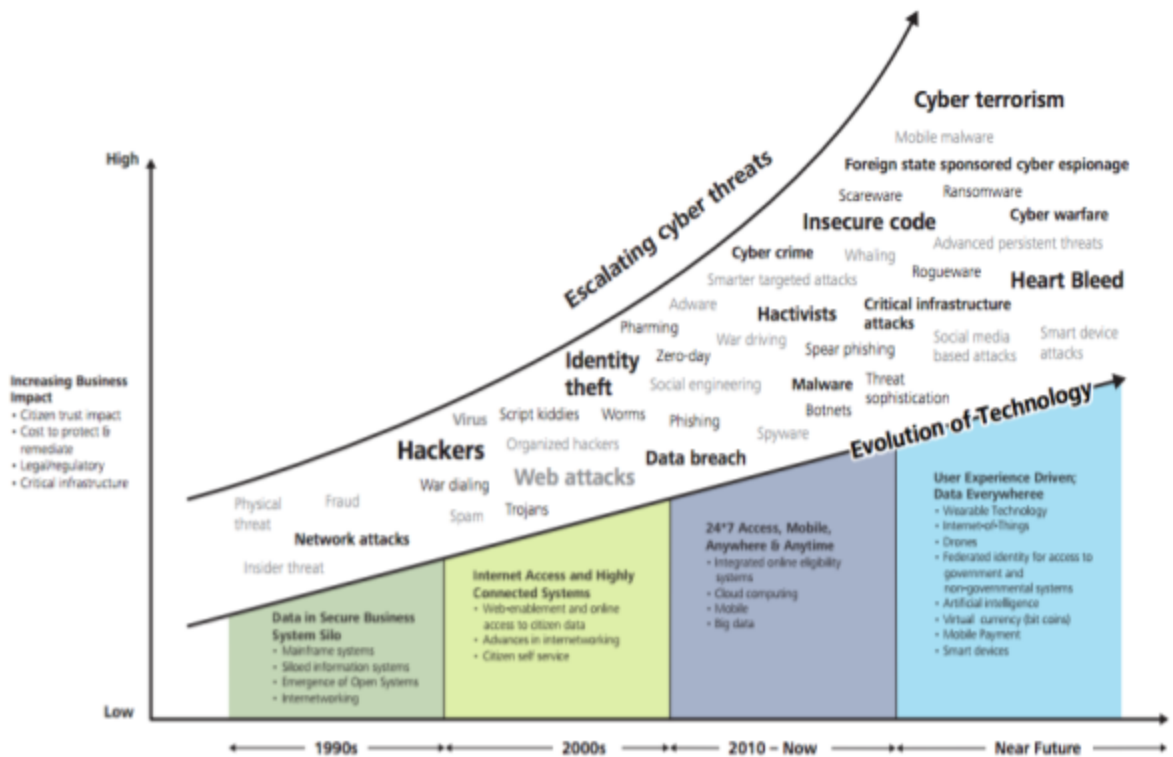 Cyber terrorism
Mobile malware
High
Foreign state sponsored cyber espionage
Scareware
Ransomware
Escalating cyber threats
Insecure code
Cyber warfare
Cyber crime
Whaling
Advanced persistent threats
Smarter targeted attacks
Rogueware
Heart Bleed
Adware
Hactivists
Critical infrastructure
attacks
Pharming
War driving
Spear phishing
Social media
based attacks
Smart device
attacks
Identity
theft
Zero-day
Social engineering
Malware
Threat
sophistication
Botnets
Increasing Business
Impact
• Citizen trust impact
• Cost to protect &
remediate
• Legal/regulatory
• Critical infrastructure
Virus
Script kiddies
Worms
Phishing
Spyware
Evolution of Technology
Hackers
Organized hackers
Data breach
War dialing
Web attacks
Physical
threat
Fraud
Spam
Trojans
Network attacks
Insider threat
Data in Secure Business
System Silo
• Mainframe systems
• Siloed information systems
• Emergence of Open Systems
• Internetworking
Internet Access and Highly
Connected Systems
• Web-enablement and online
access to citizen data
• Advances in internetworking
• Citizen self service
24*7 Access, Mobile,
Anywhere & Anytime
• Integrated online eligibility
systems
• Cloud computing
• Mobile
• Big data
User Experience Driven;
Data Everywheree
• Wearable Technology
• Internet-of-Things
• Drones
• Federated identity for access to
government and
non-governmental systems
• Artificial intelligence
• Virtual currency (bit coins)
• Mobile Payment
• Smart devices
Low
1990s
2000s
2010 – Now
Near Future